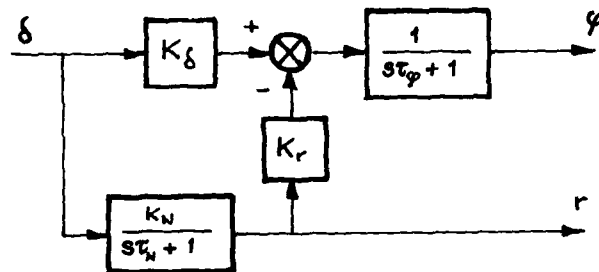 δ K_δ + - 1 φ
sτ_φ + 1
K_r
K_N r
sτ_N + 1